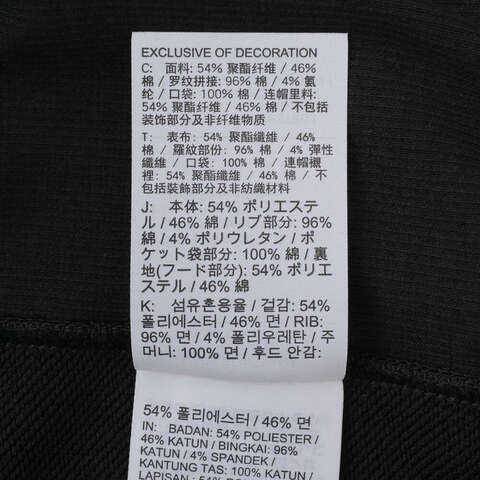 EXCLUSIVE OF DECORATION
C: 面料: 54% 聚酯纤维 / 46%
棉 / 罗纹拼接: 96% 棉 / 4% 氨
纶 / 口袋: 100% 棉 / 连帽里料:
54% 聚酯纤维 / 46% 棉 / 不包括
装饰部分及非纤维物质
T: 表布: 54% 聚酯纖維 / 46%
棉 / 羅紋部份: 96% 棉 / 4% 彈性
纖維 / 口袋: 100% 棉 / 連帽襯
裡: 54% 聚酯纖維 / 46% 棉 / 不
包括裝飾部分及非紡織材料
J: 本体: 54% ポリエステ
ル / 46% 綿 / リブ部分: 96%
綿 / 4% ポリウレタン / ポ
ケット袋部分: 100% 綿 / 裏
地(フード部分): 54% ポリエ
ステル / 46% 綿
K: 섬유혼용율 / 겉감: 54%
폴리에스터 / 46% 면 / RIB:
96% 면 / 4% 폴리우레탄 / 주
머니: 100% 면 / 후드 안감:
54% 폴리에스터 / 46% 면
IN: BADAN: 54% POLIESTER /
46% KATUN / BINGKAI: 96%
KATUN / 4% SPANDEK /
KANTUNG TAS: 100% KATUN /